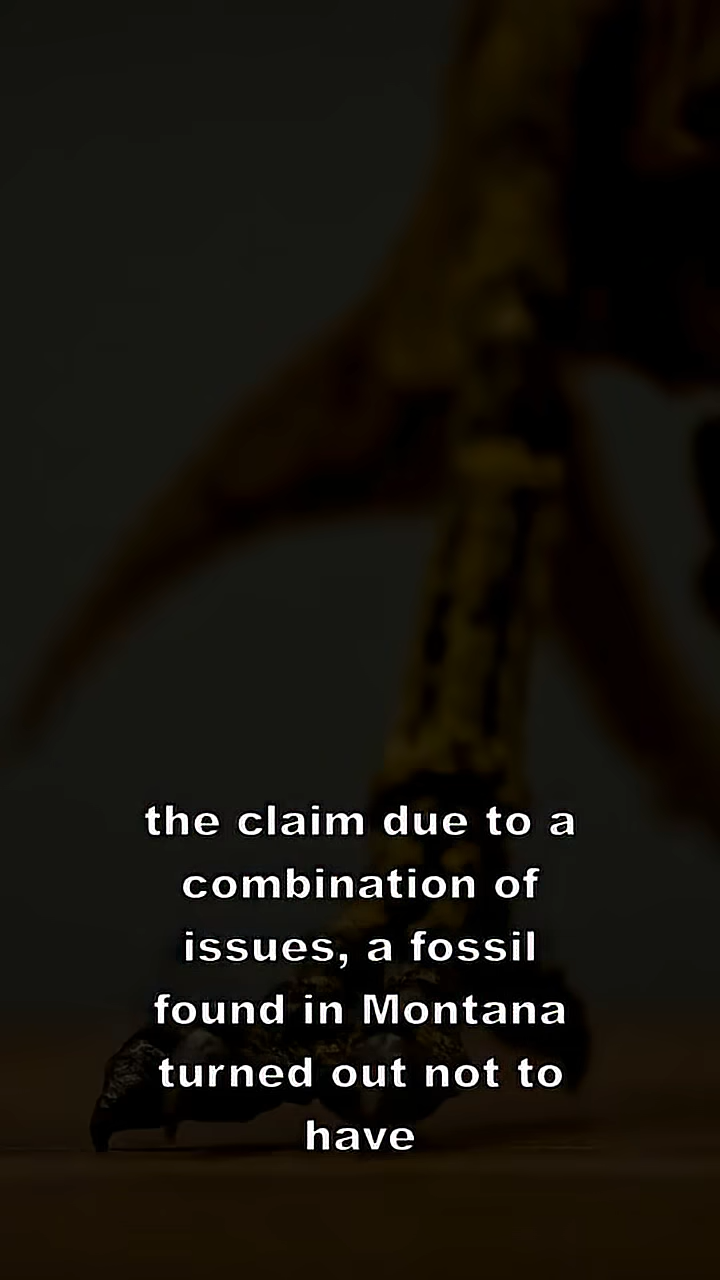 the claim due to a
combination of
issues, a fossil
found in Montana
turned out not to
have